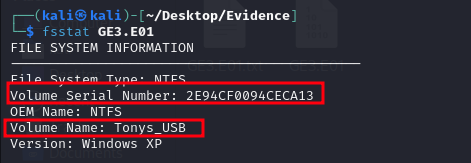 ┌──(kali㉿kali)-[~/Desktop/Evidence]
└─$ fsstat GE3.E01
FILE SYSTEM INFORMATION
--------------------------------------------
File System Type: NTFS
Volume Serial Number: 2E94CF0094CECA13
OEM Name: NTFS
Volume Name: Tonys_USB
Version: Windows XP